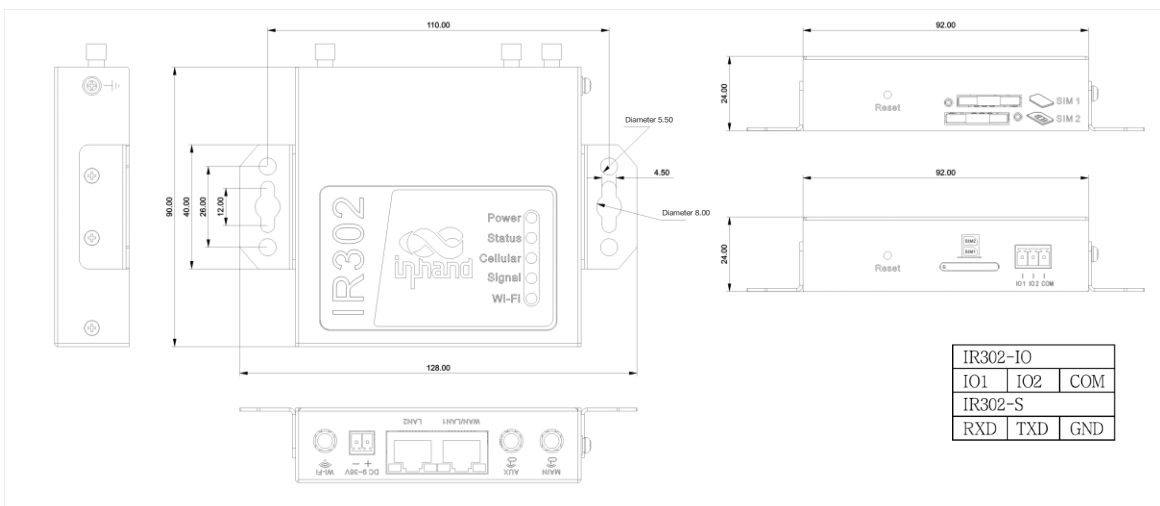 110.00
90.00
40.00
26.00
12.00
Diameter 5.50
4.50
Diameter 8.00
IR302
inhand
Power
Status
Cellular
Signal
Wi-Fi
128.00
LAN2
WAN/LAN1
Wi-Fi
DC 9-36V
- +
AUX
MAIN
92.00
24.00
Reset
SIM 1
SIM 2
92.00
24.00
Reset
SIM2
SIM1
IO1 IO2 COM
IR302-IO
IO1 IO2 COM
IR302-S
RXD TXD GND